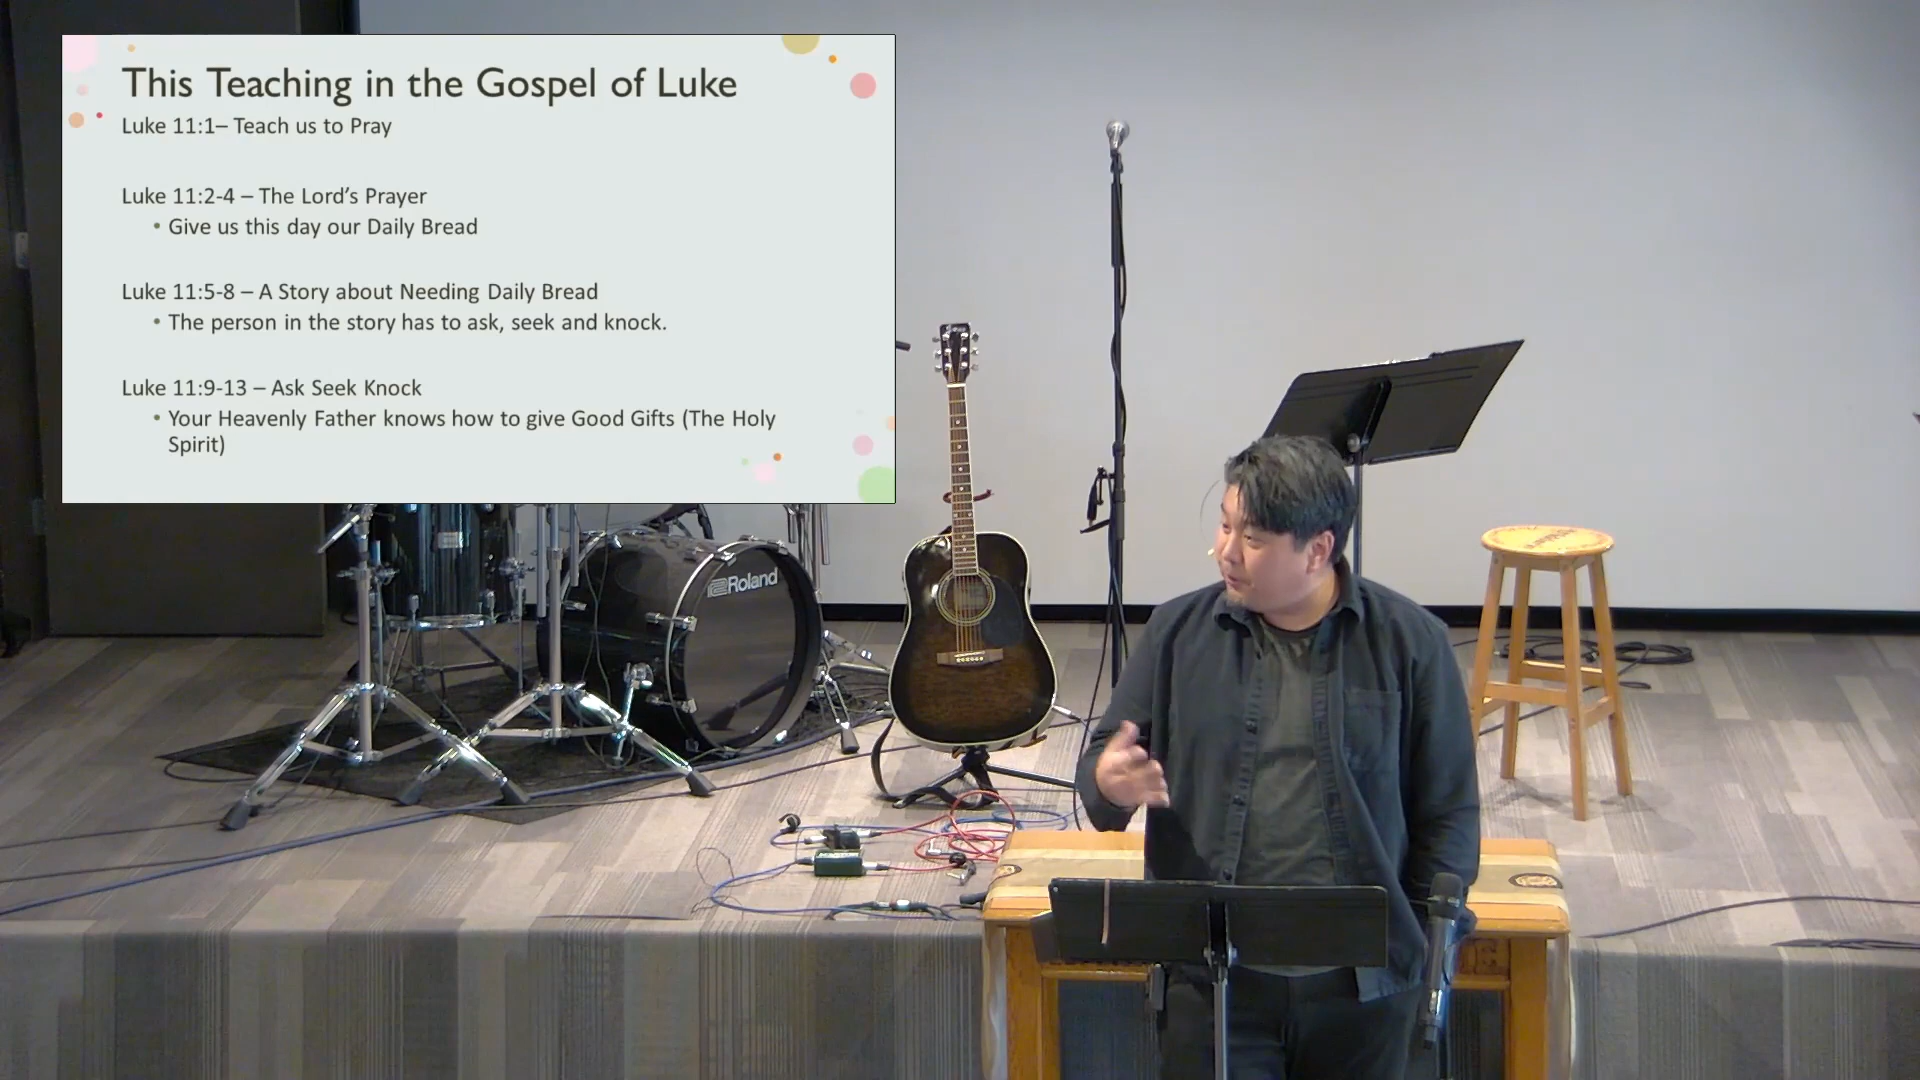 This Teaching in the Gospel of Luke
Luke 11:1– Teach us to Pray
Luke 11:2-4 – The Lord’s Prayer
• Give us this day our Daily Bread
Luke 11:5-8 – A Story about Needing Daily Bread
• The person in the story has to ask, seek and knock.
Luke 11:9-13 – Ask Seek Knock
• Your Heavenly Father knows how to give Good Gifts (The Holy
Spirit)
Roland